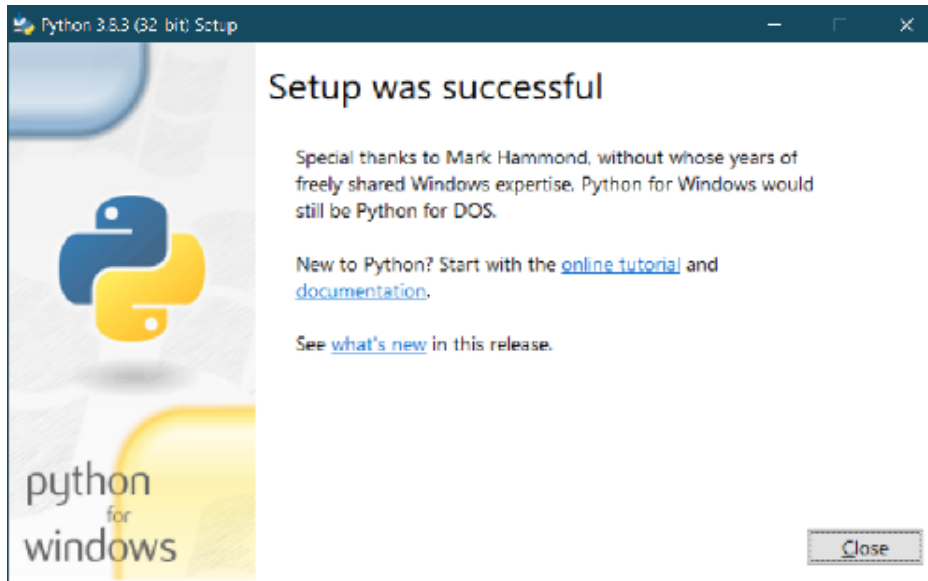 Python 3.8.3 (32-bit) Setup
Setup was successful
Special thanks to Mark Hammond, without whose years of
freely shared Windows expertise, Python for Windows would
still be Python for DOS.
New to Python? Start with the online tutorial and
documentation.
See what's new in this release.
python
for
windows
Close